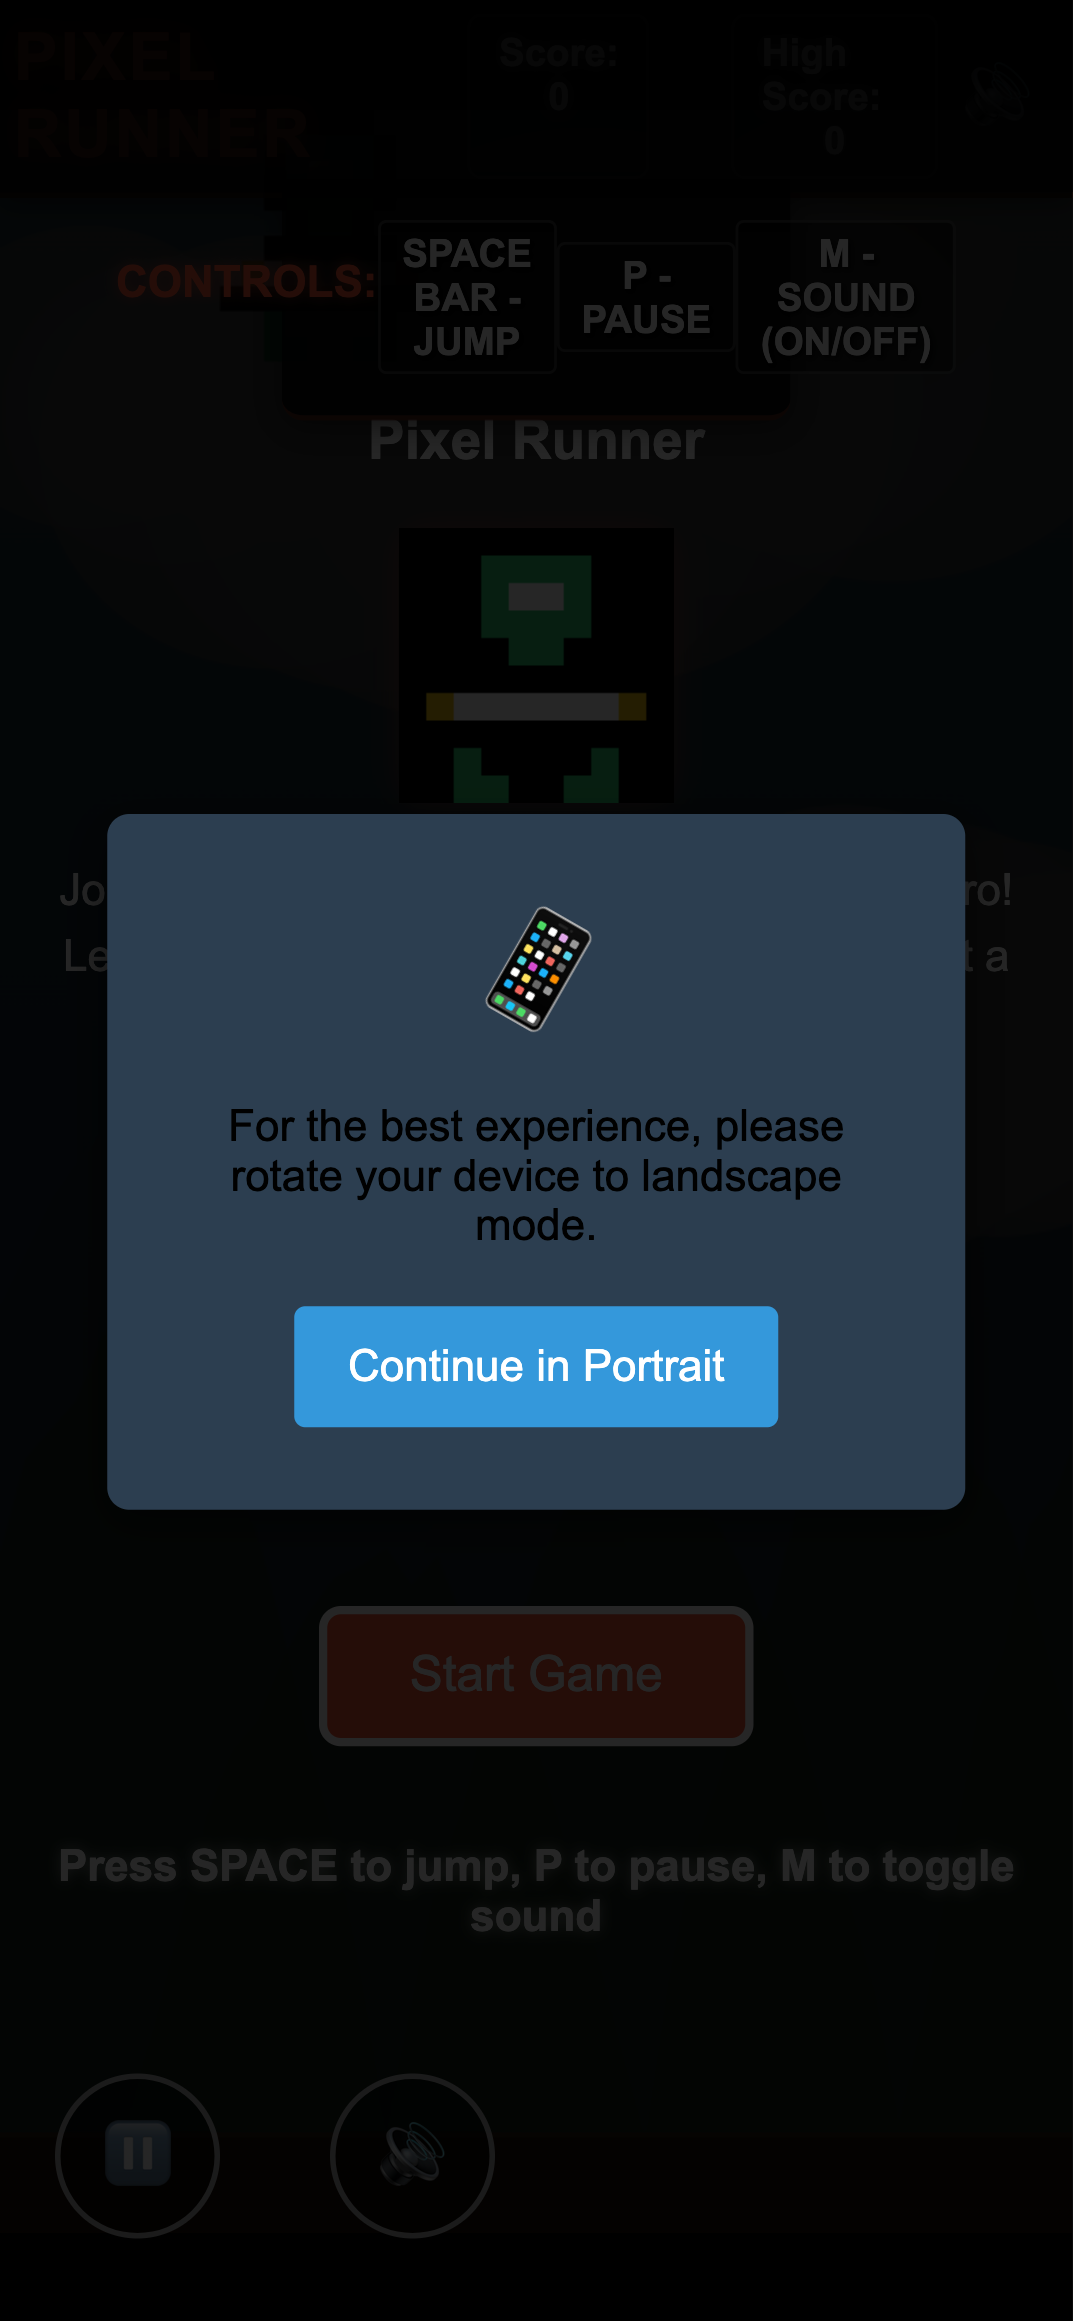 PIXEL
RUNNER
Score:
0
High
Score:
0
CONTROLS:
SPACE
BAR -
JUMP
P -
PAUSE
M -
SOUND
(ON/OFF)
Pixel Runner
Jo
ro!
Le
t a
For the best experience, please
rotate your device to landscape
mode.
Continue in Portrait
Start Game
Press SPACE to jump, P to pause, M to toggle
sound